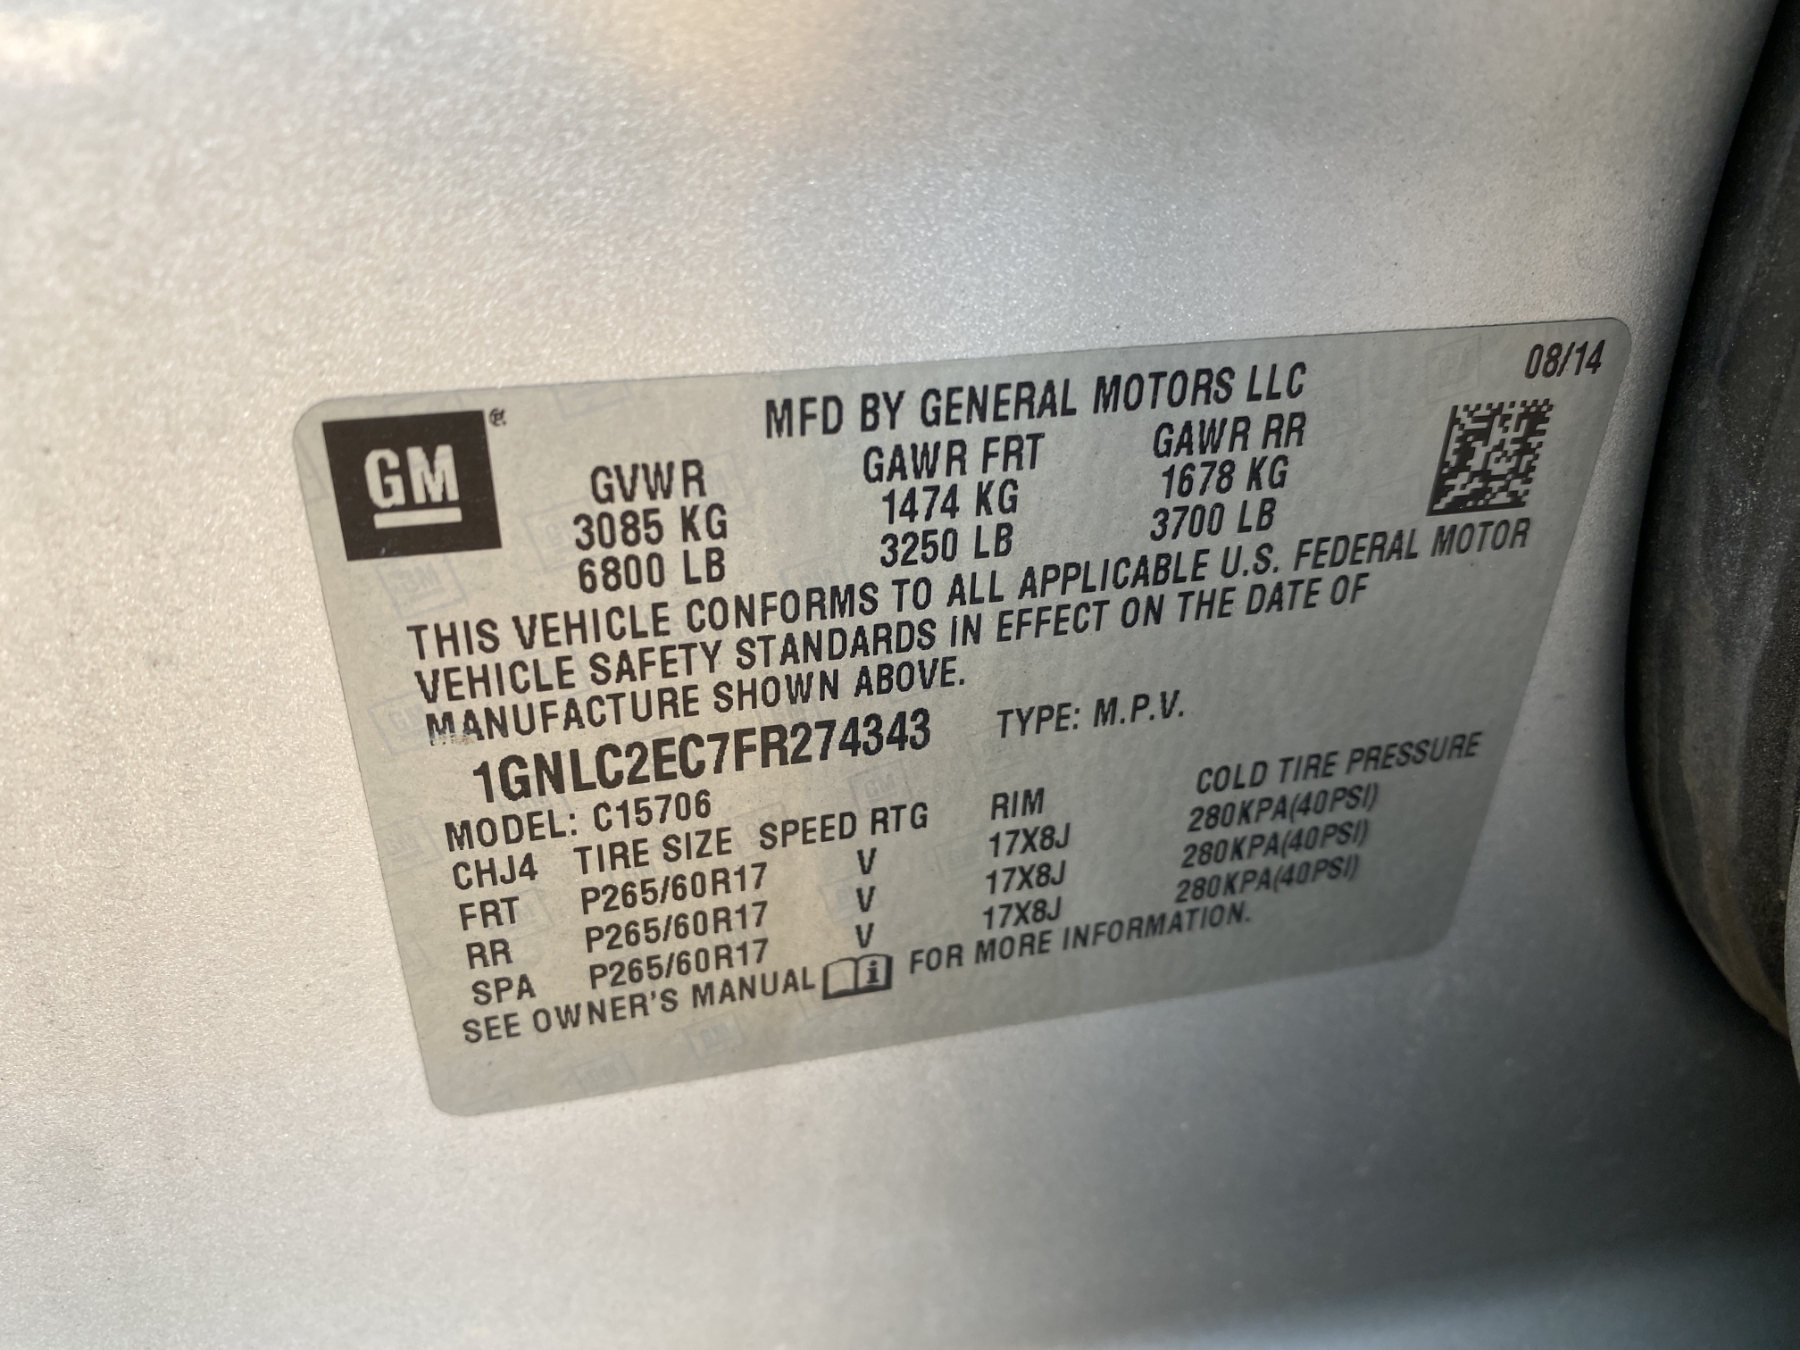 08/14
GM ®
MFD BY GENERAL MOTORS LLC
GVWR GAWR FRT GAWR RR
3085 KG 1474 KG 1678 KG
6800 LB 3250 LB 3700 LB
THIS VEHICLE CONFORMS TO ALL APPLICABLE U.S. FEDERAL MOTOR
VEHICLE SAFETY STANDARDS IN EFFECT ON THE DATE OF
MANUFACTURE SHOWN ABOVE.
1GNLC2EC7FR274343 TYPE: M.P.V.
MODEL: C15706
CHJ4 TIRE SIZE SPEED RTG RIM COLD TIRE PRESSURE
FRT P265/60R17 V 17X8J 280KPA(40PSI)
RR P265/60R17 V 17X8J 280KPA(40PSI)
SPA P265/60R17 V 17X8J 280KPA(40PSI)
SEE OWNER'S MANUAL i FOR MORE INFORMATION.